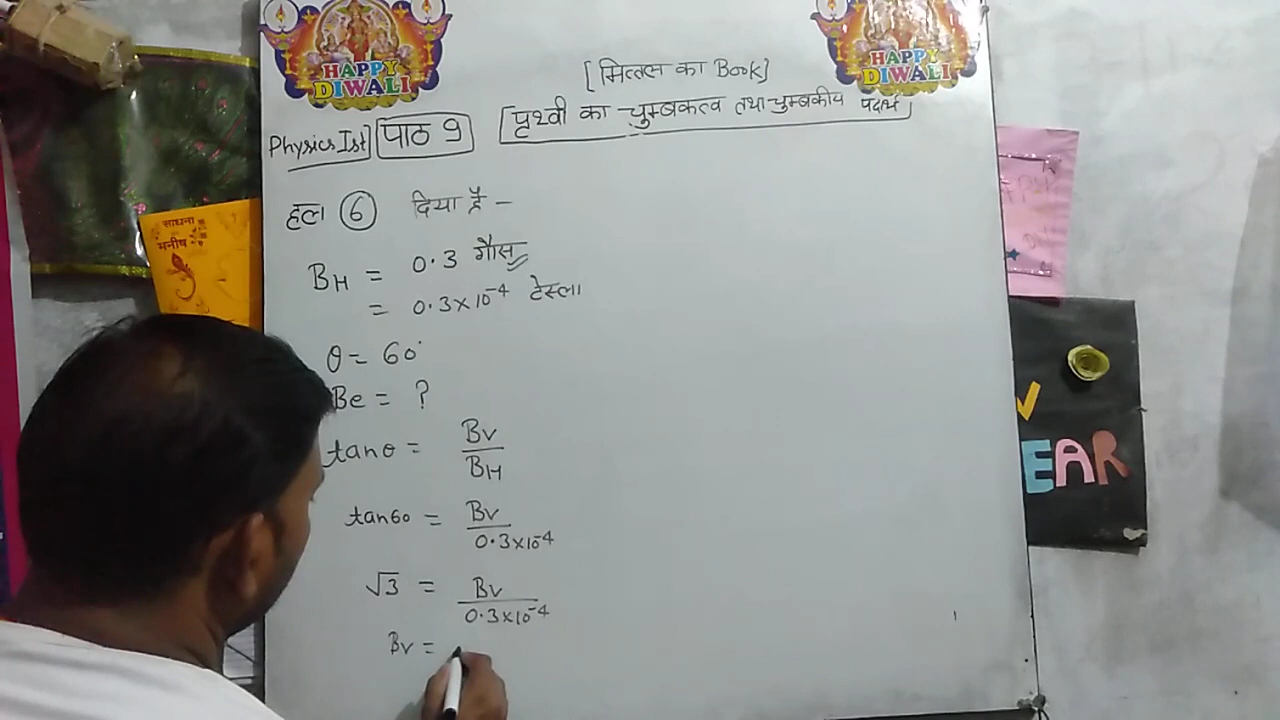 HAPPY DIWALI
HAPPY DIWALI
[मित्तल का Book]
Physics Ist
पाठ 9
पृथ्वी का चुम्बकत्व तथा चुम्बकीय पदार्थ
हल 6 दिया है –
BH = 0.3 गौस
= 0.3×10⁻⁴ टेस्ला
θ = 60°
Be = ?
tanθ = Bv/BH
tan60 = Bv/0.3×10⁻⁴
√3 = Bv/0.3×10⁻⁴
Bv =
साधना
मनीष
EAR